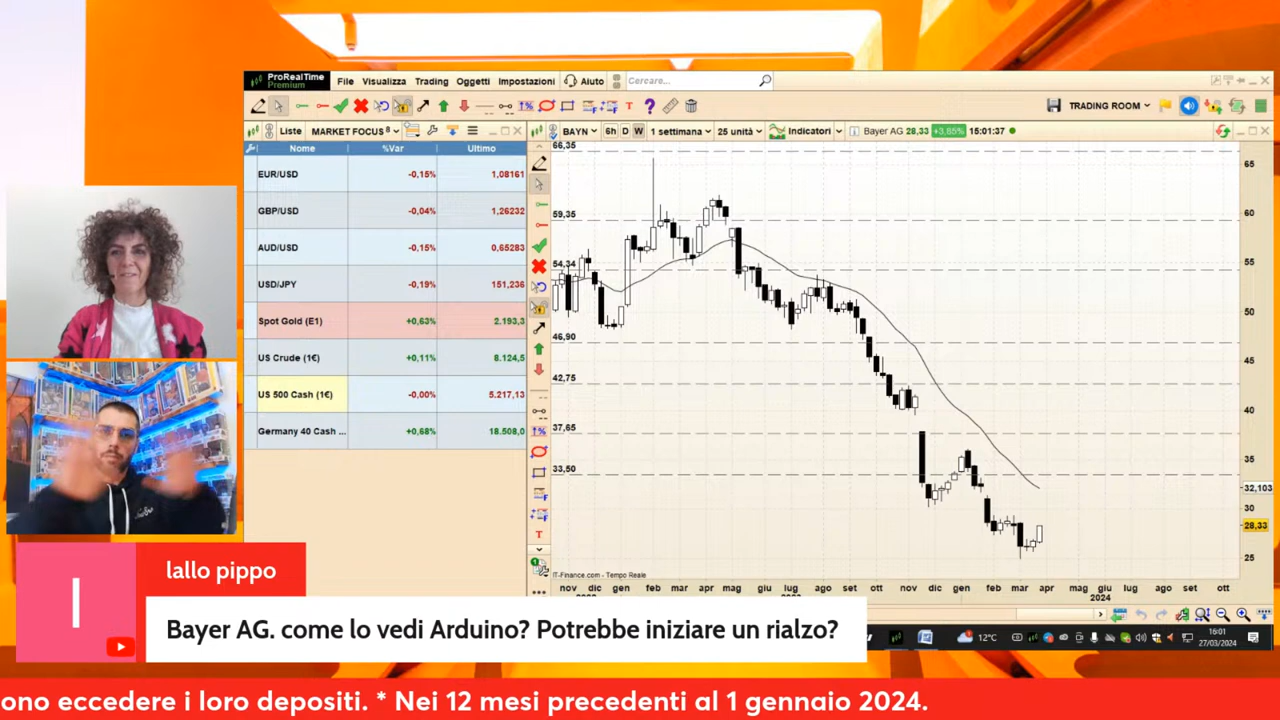 ProRealTime
Premium
File Visualizza Trading Oggetti Impostazioni Aiuto Cercare...
TRADING ROOM
Liste MARKET FOCUS 8
BAYN 6h D W 1 settimana 25 unità Indicatori Bayer AG 28,33 +3,85% 15:01:37
Nome %Var Ultimo
EUR/USD -0,15% 1,08161
GBP/USD -0,04% 1,26232
AUD/USD -0,15% 0,65283
USD/JPY -0,19% 151,236
Spot Gold (E1) +0,63% 2.193,3
US Crude (1€) +0,11% 8.124,5
US 500 Cash (1€) -0,00% 5.217,13
Germany 40 Cash ... +0,68% 18.508,0
66,35
59,35
54,34
46,90
42,75
37,65
33,50
65
60
55
50
45
40
35
32,103
30
28,33
25
IT-Finance.com - Tempo Reale
nov dic gen feb mar apr mag giu lug ago set ott nov dic gen feb mar apr mag giu lug ago set ott
2024
12°C
16:01
27/03/2024
l
lallo pippo
Bayer AG. come lo vedi Arduino? Potrebbe iniziare un rialzo?
ono eccedere i loro depositi. * Nei 12 mesi precedenti al 1 gennaio 2024.